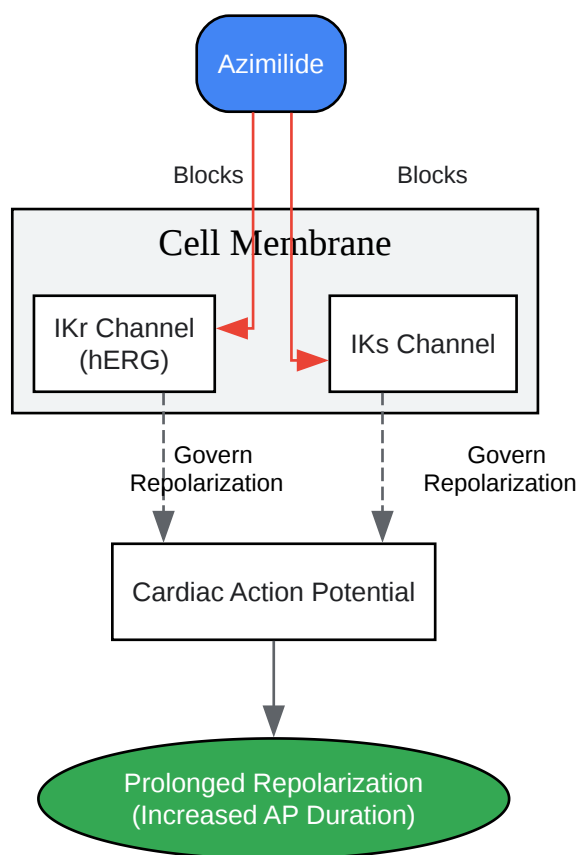 Azimilide
Blocks
Blocks
Cell Membrane
IKr Channel
(hERG)
IKs Channel
Govern
Repolarization
Govern
Repolarization
Cardiac Action Potential
Prolonged Repolarization
(Increased AP Duration)